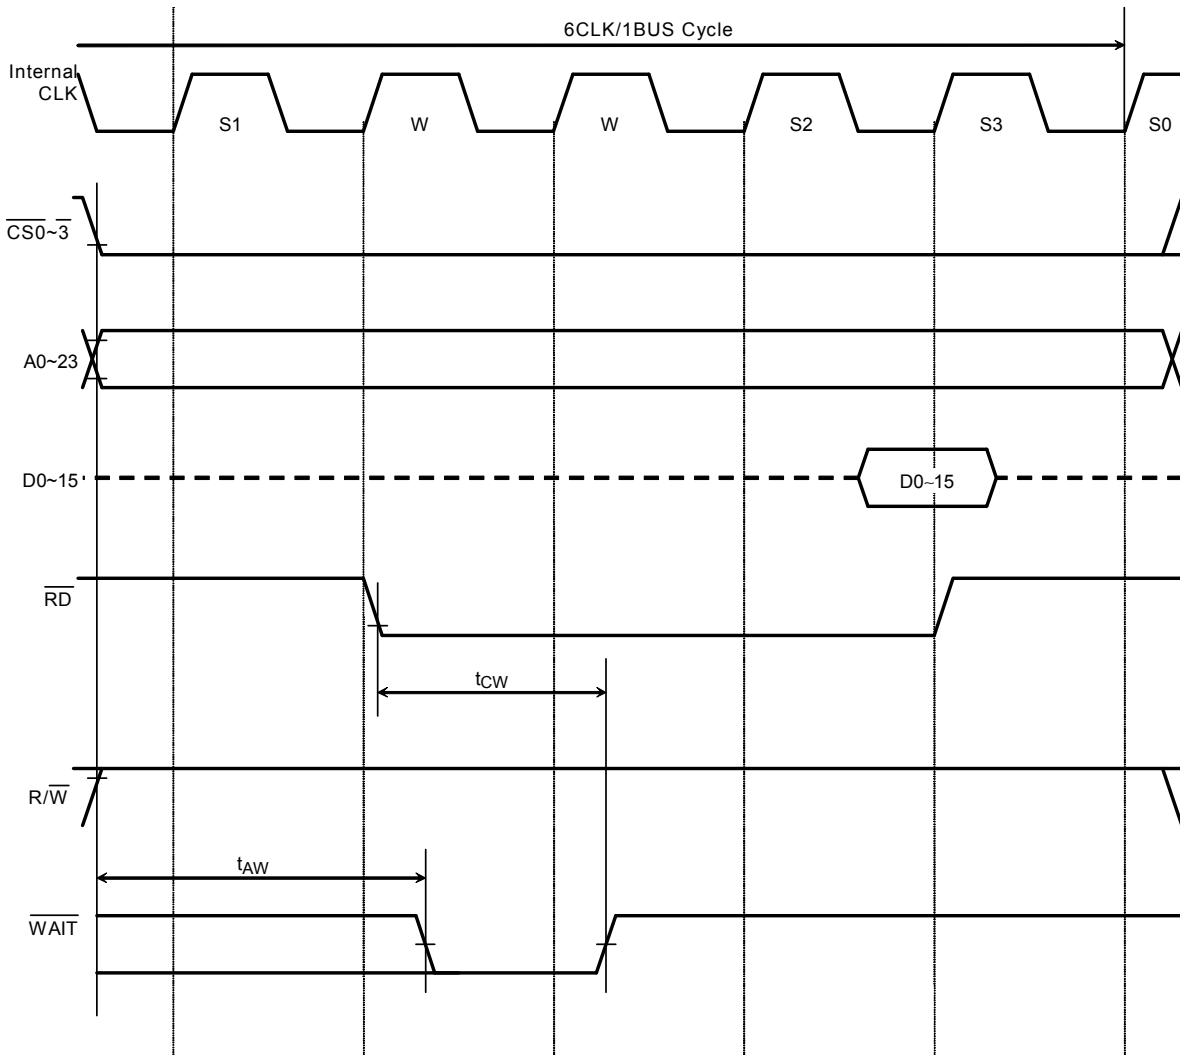 6CLK/1BUS Cycle
Internal
CLK
S1 W W S2 S3 S0
CS0~3
A0~23
D0~15
D0~15
RD
tCW
R/W
tAW
WAIT